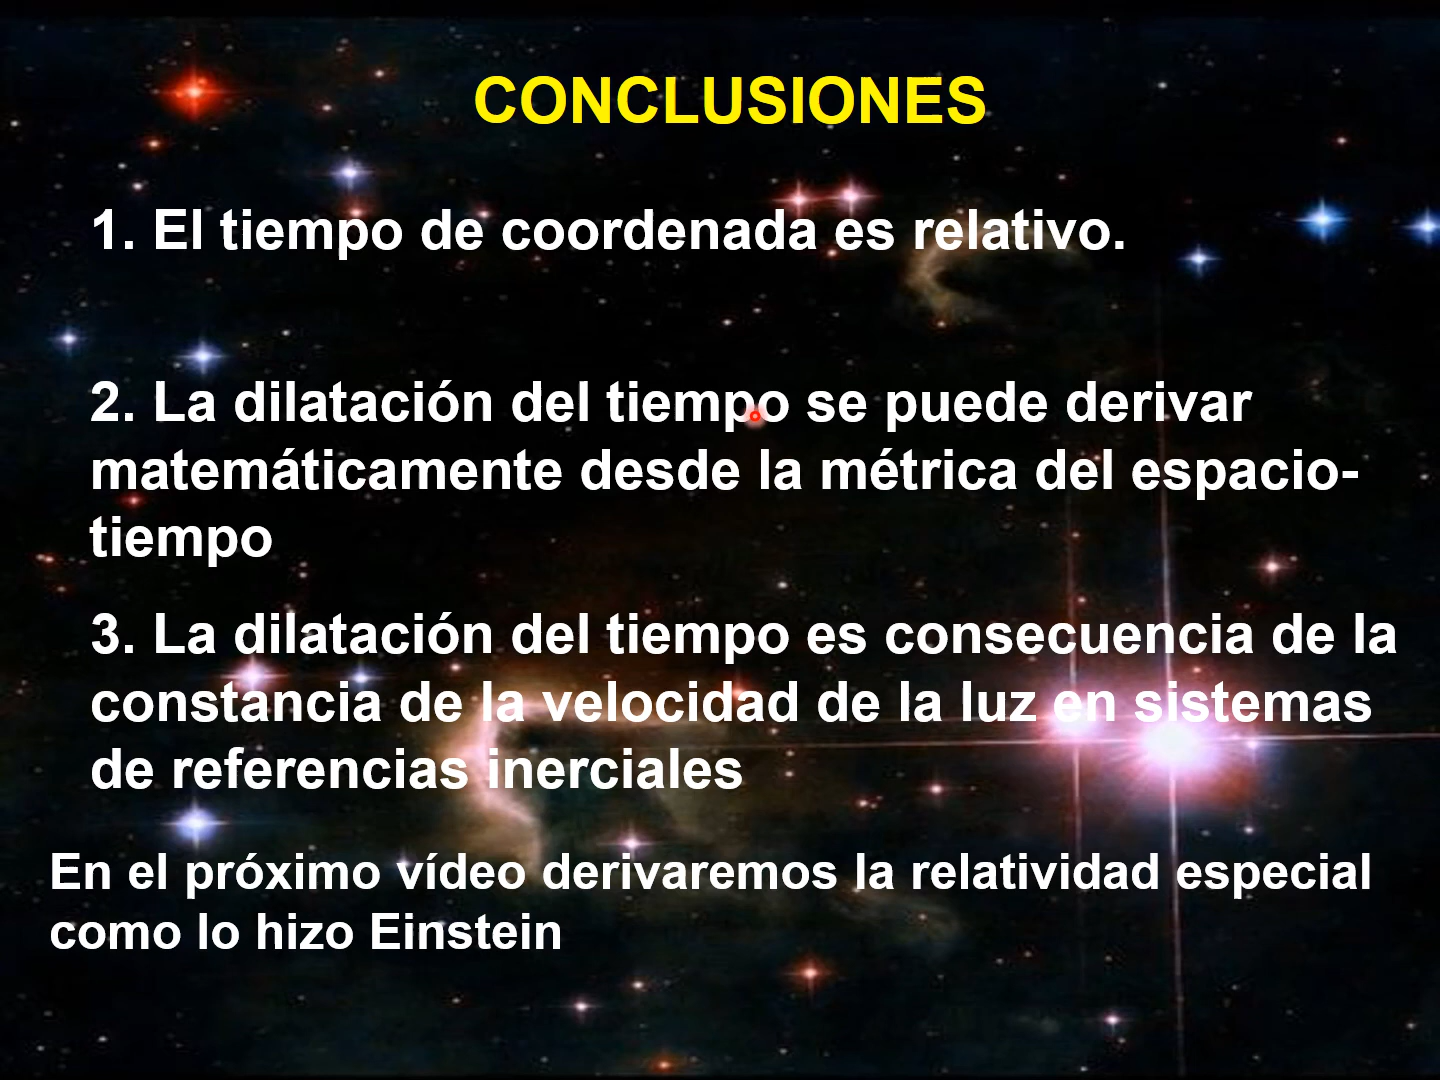 CONCLUSIONES
1. El tiempo de coordenada es relativo.
2. La dilatación del tiempo se puede derivar
matemáticamente desde la métrica del espacio-
tiempo
3. La dilatación del tiempo es consecuencia de la
constancia de la velocidad de la luz en sistemas
de referencias inerciales
En el próximo vídeo derivaremos la relatividad especial
como lo hizo Einstein